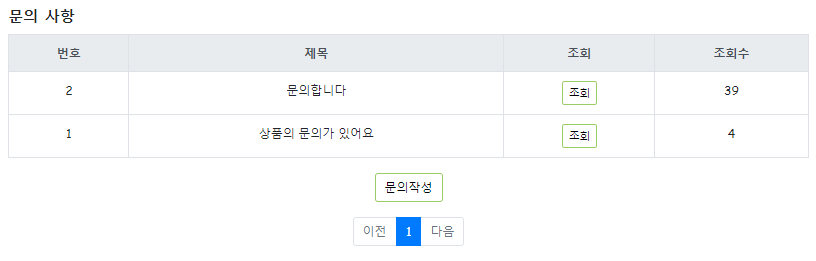 문의 사항
번호 제목 조회 조회수
2 문의합니다 조회 39
1 상품의 문의가 있어요 조회 4
문의작성
이전 1 다음